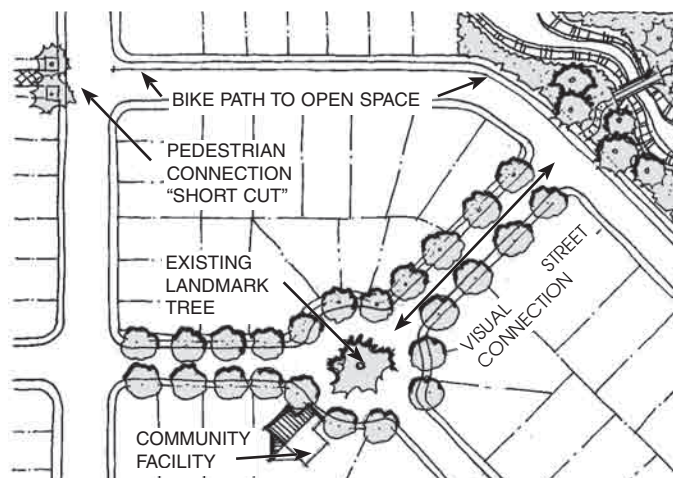 BIKE PATH TO OPEN SPACE
PEDESTRIAN
CONNECTION
“SHORT CUT”
EXISTING
LANDMARK
TREE
STREET
VISUAL
CONNECTION
COMMUNITY
FACILITY